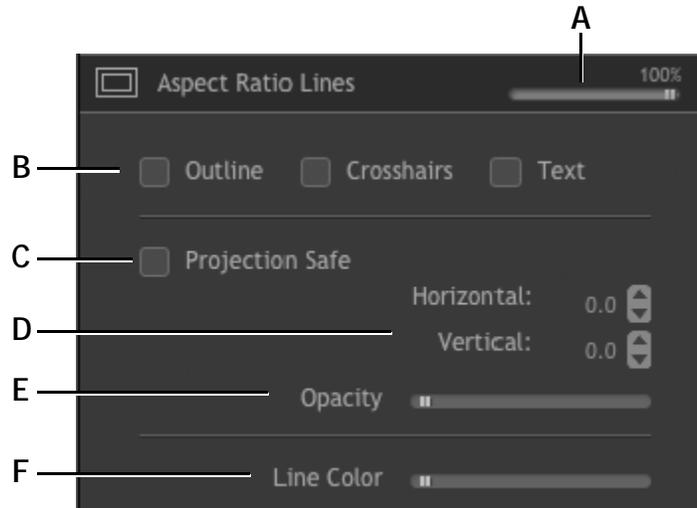 A
Aspect Ratio Lines 100%
B Outline Crosshairs Text
C Projection Safe
Horizontal: 0.0
D
Vertical: 0.0
E Opacity
F Line Color